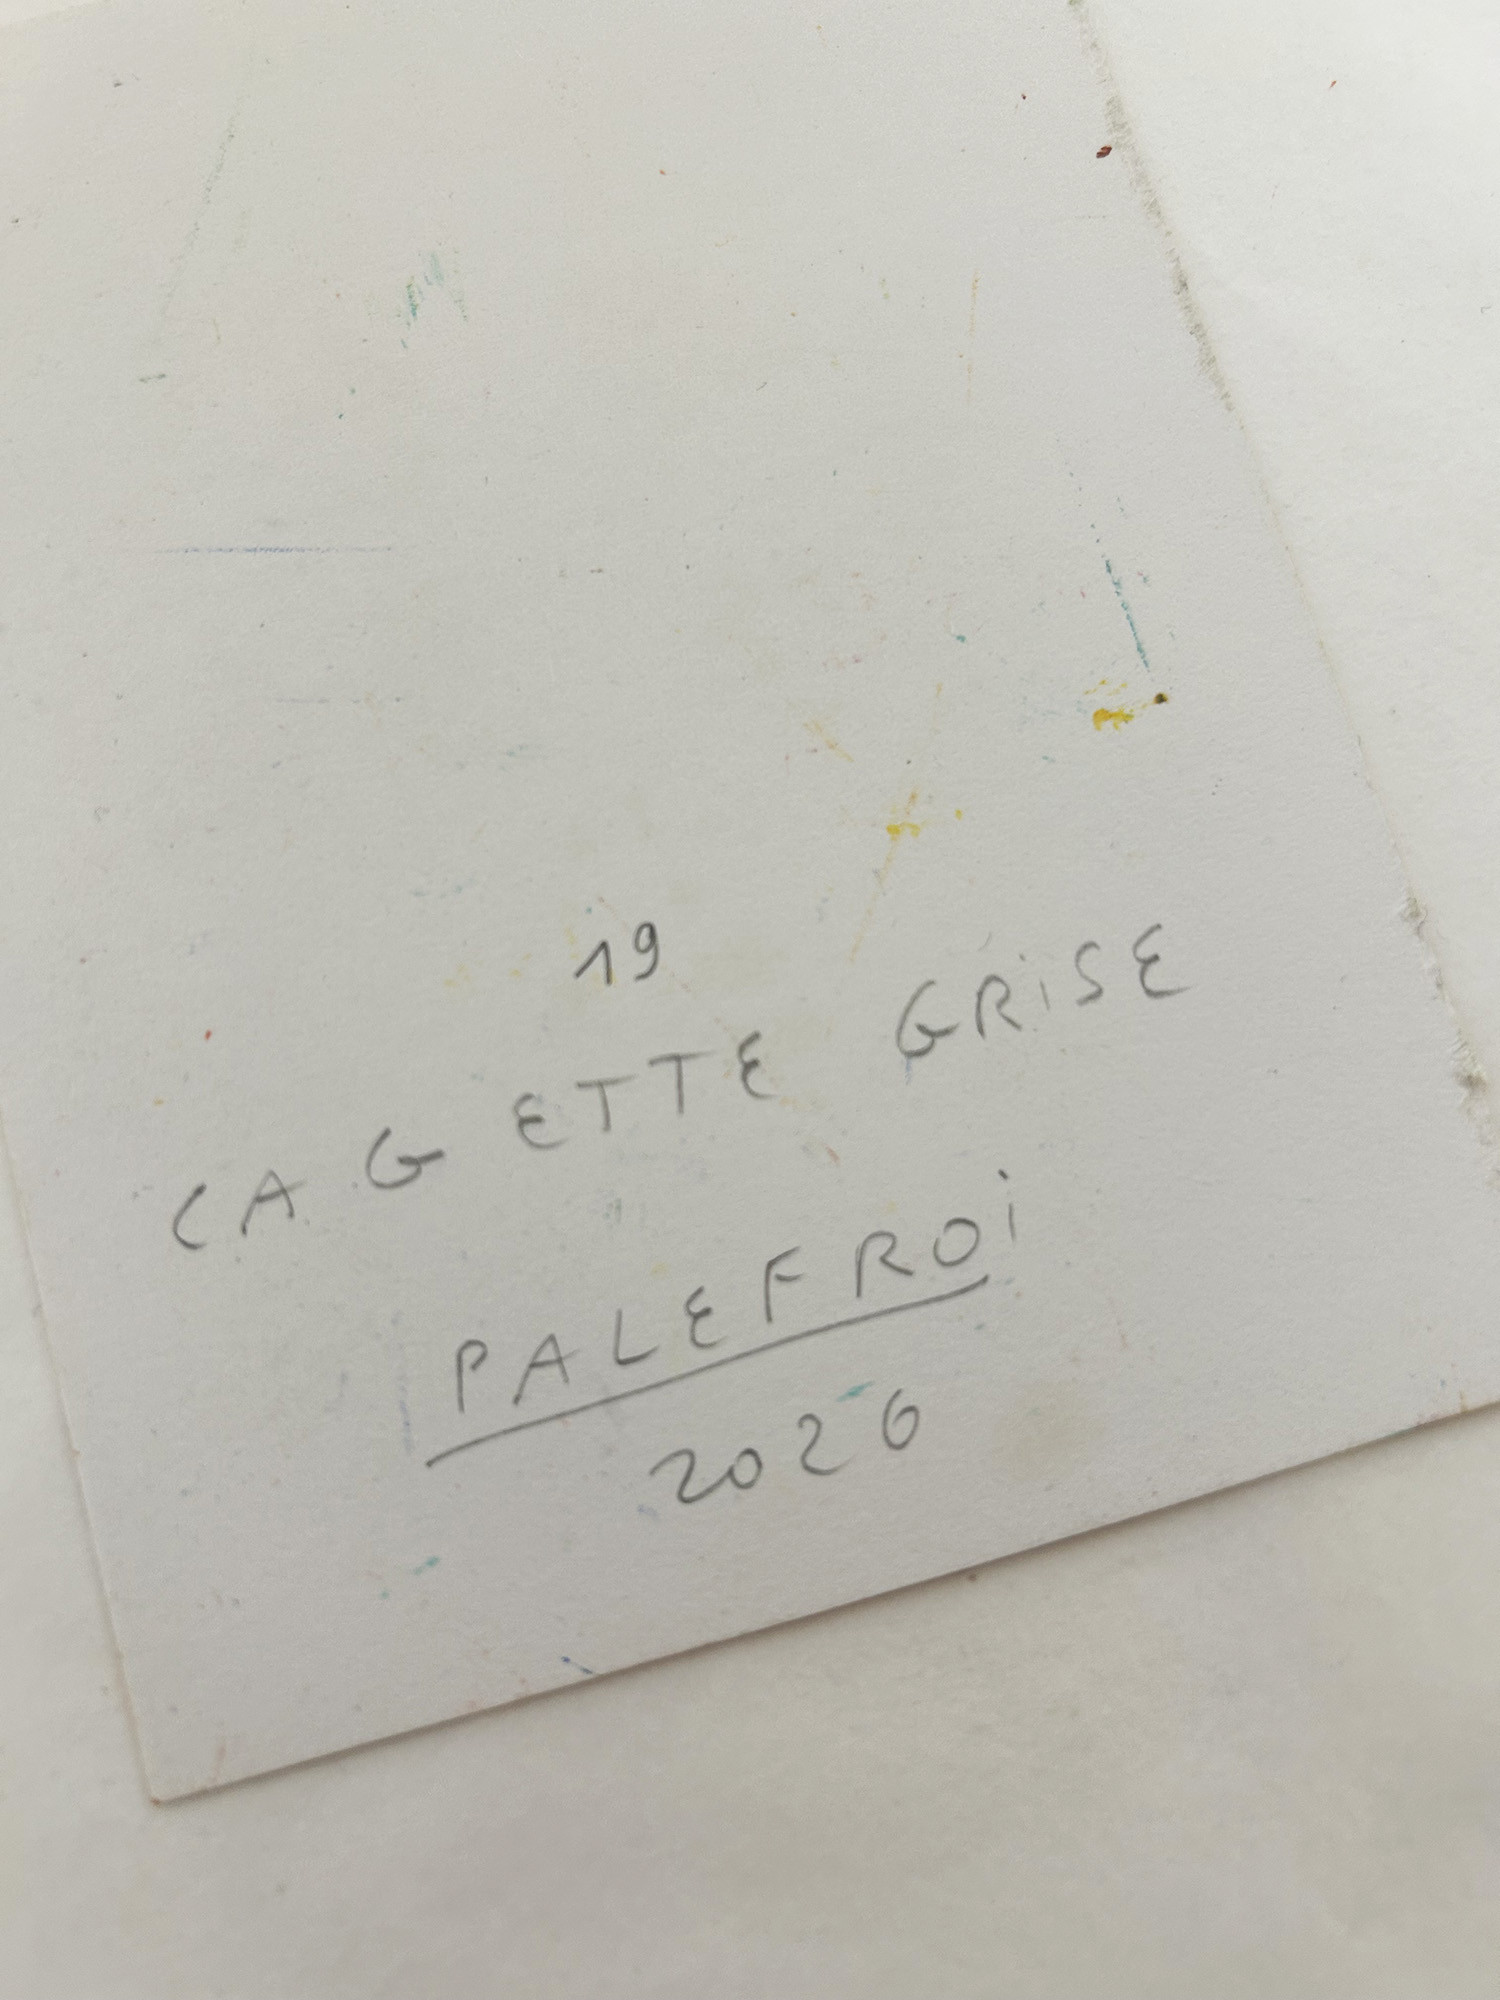 19
CAGETTE GRiSE
PALEFROi
2026